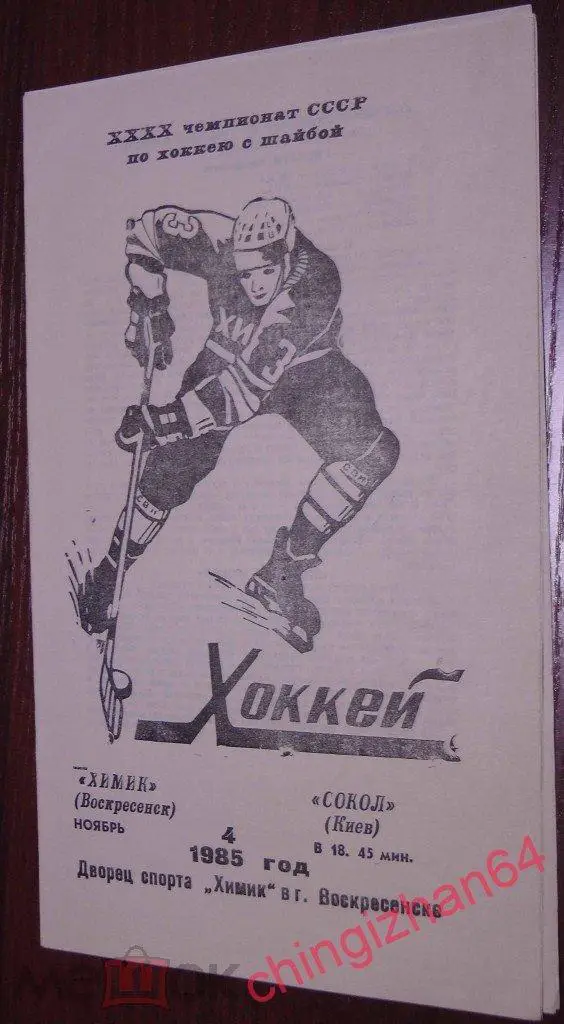 XXXX чемпионат СССР
по хоккею с шайбой
3
ХИ
3
Хоккей
«ХИМИК»
(Воскресенск)
«СОКОЛ»
(Киев)
НОЯБРЬ
4
В 18. 45 мин.
1985 год
Дворец спорта „Химик" в г. Воскресенске
chingizhan64